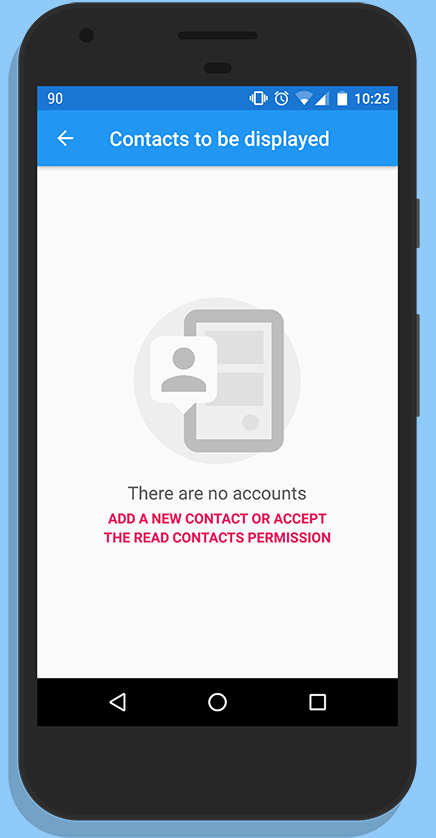 90 10:25
Contacts to be displayed
There are no accounts
ADD A NEW CONTACT OR ACCEPT
THE READ CONTACTS PERMISSION